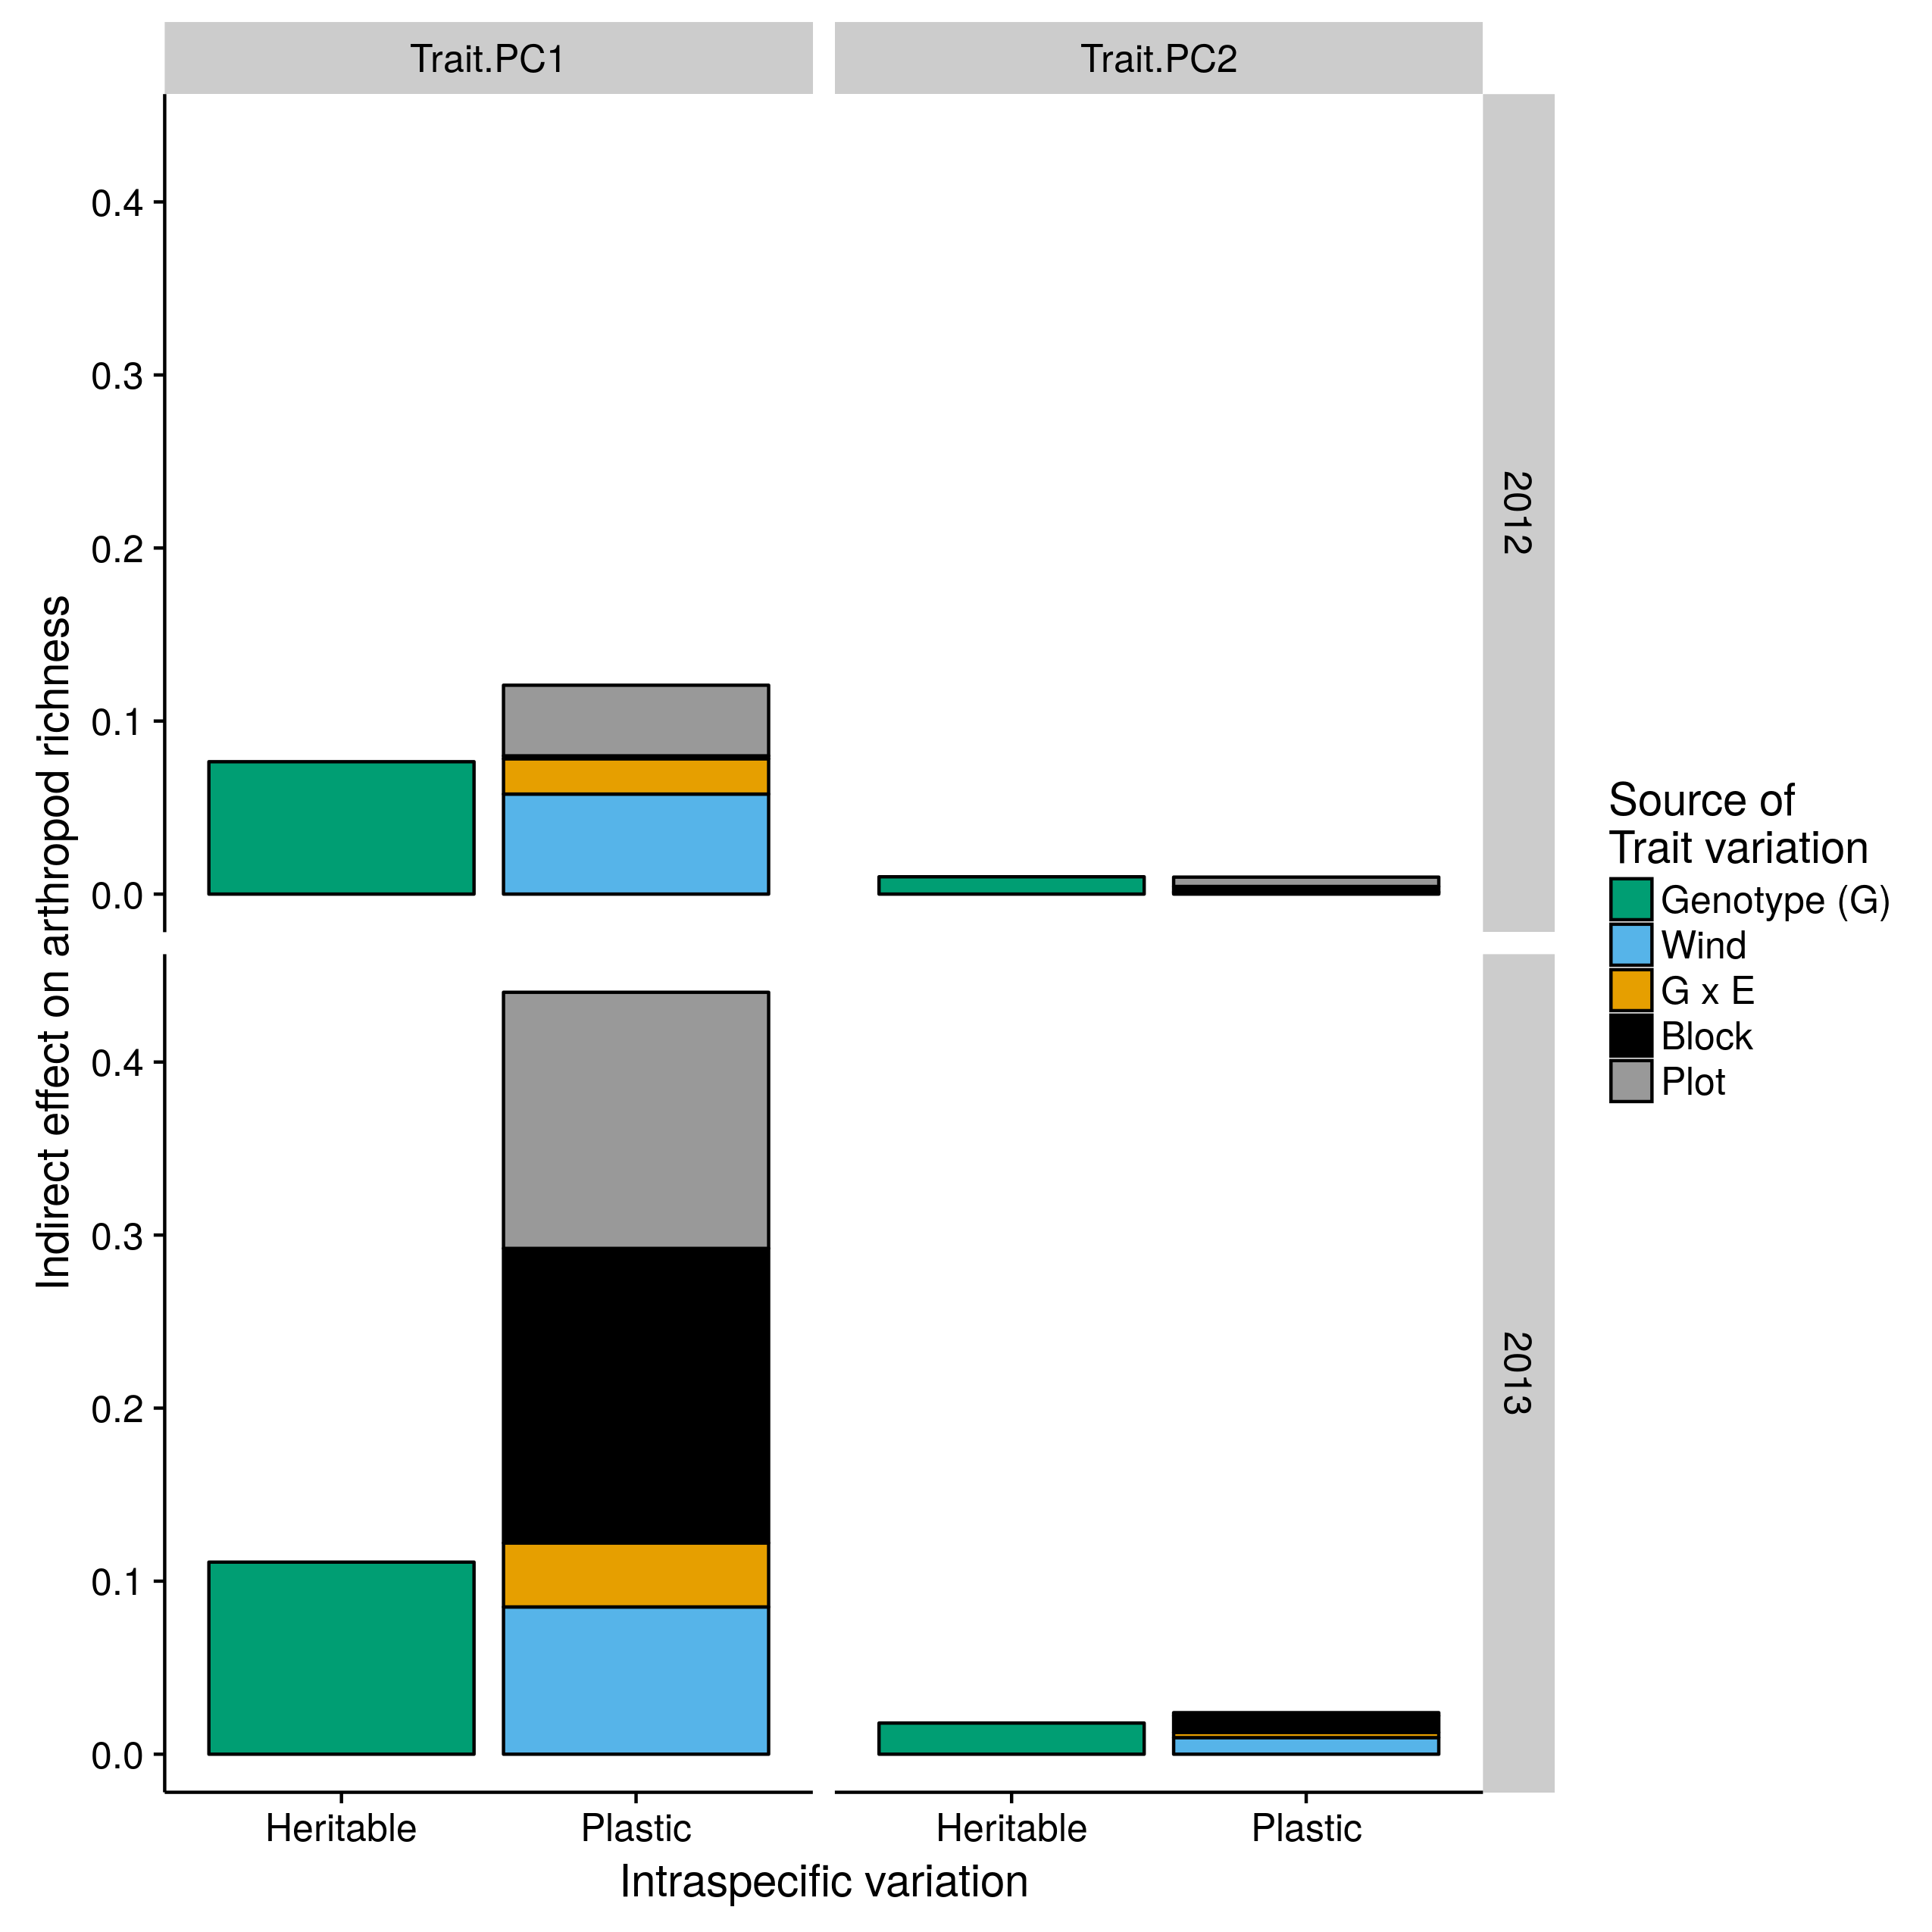 Trait.PC1
Trait.PC2
0.4
0.3
0.2
0.1
0.0
2012
0.4
0.3
0.2
0.1
0.0
2013
Heritable
Plastic
Heritable
Plastic
Intraspecific variation
Indirect effect on arthropod richness
Source of
Trait variation
Genotype (G)
Wind
G x E
Block
Plot